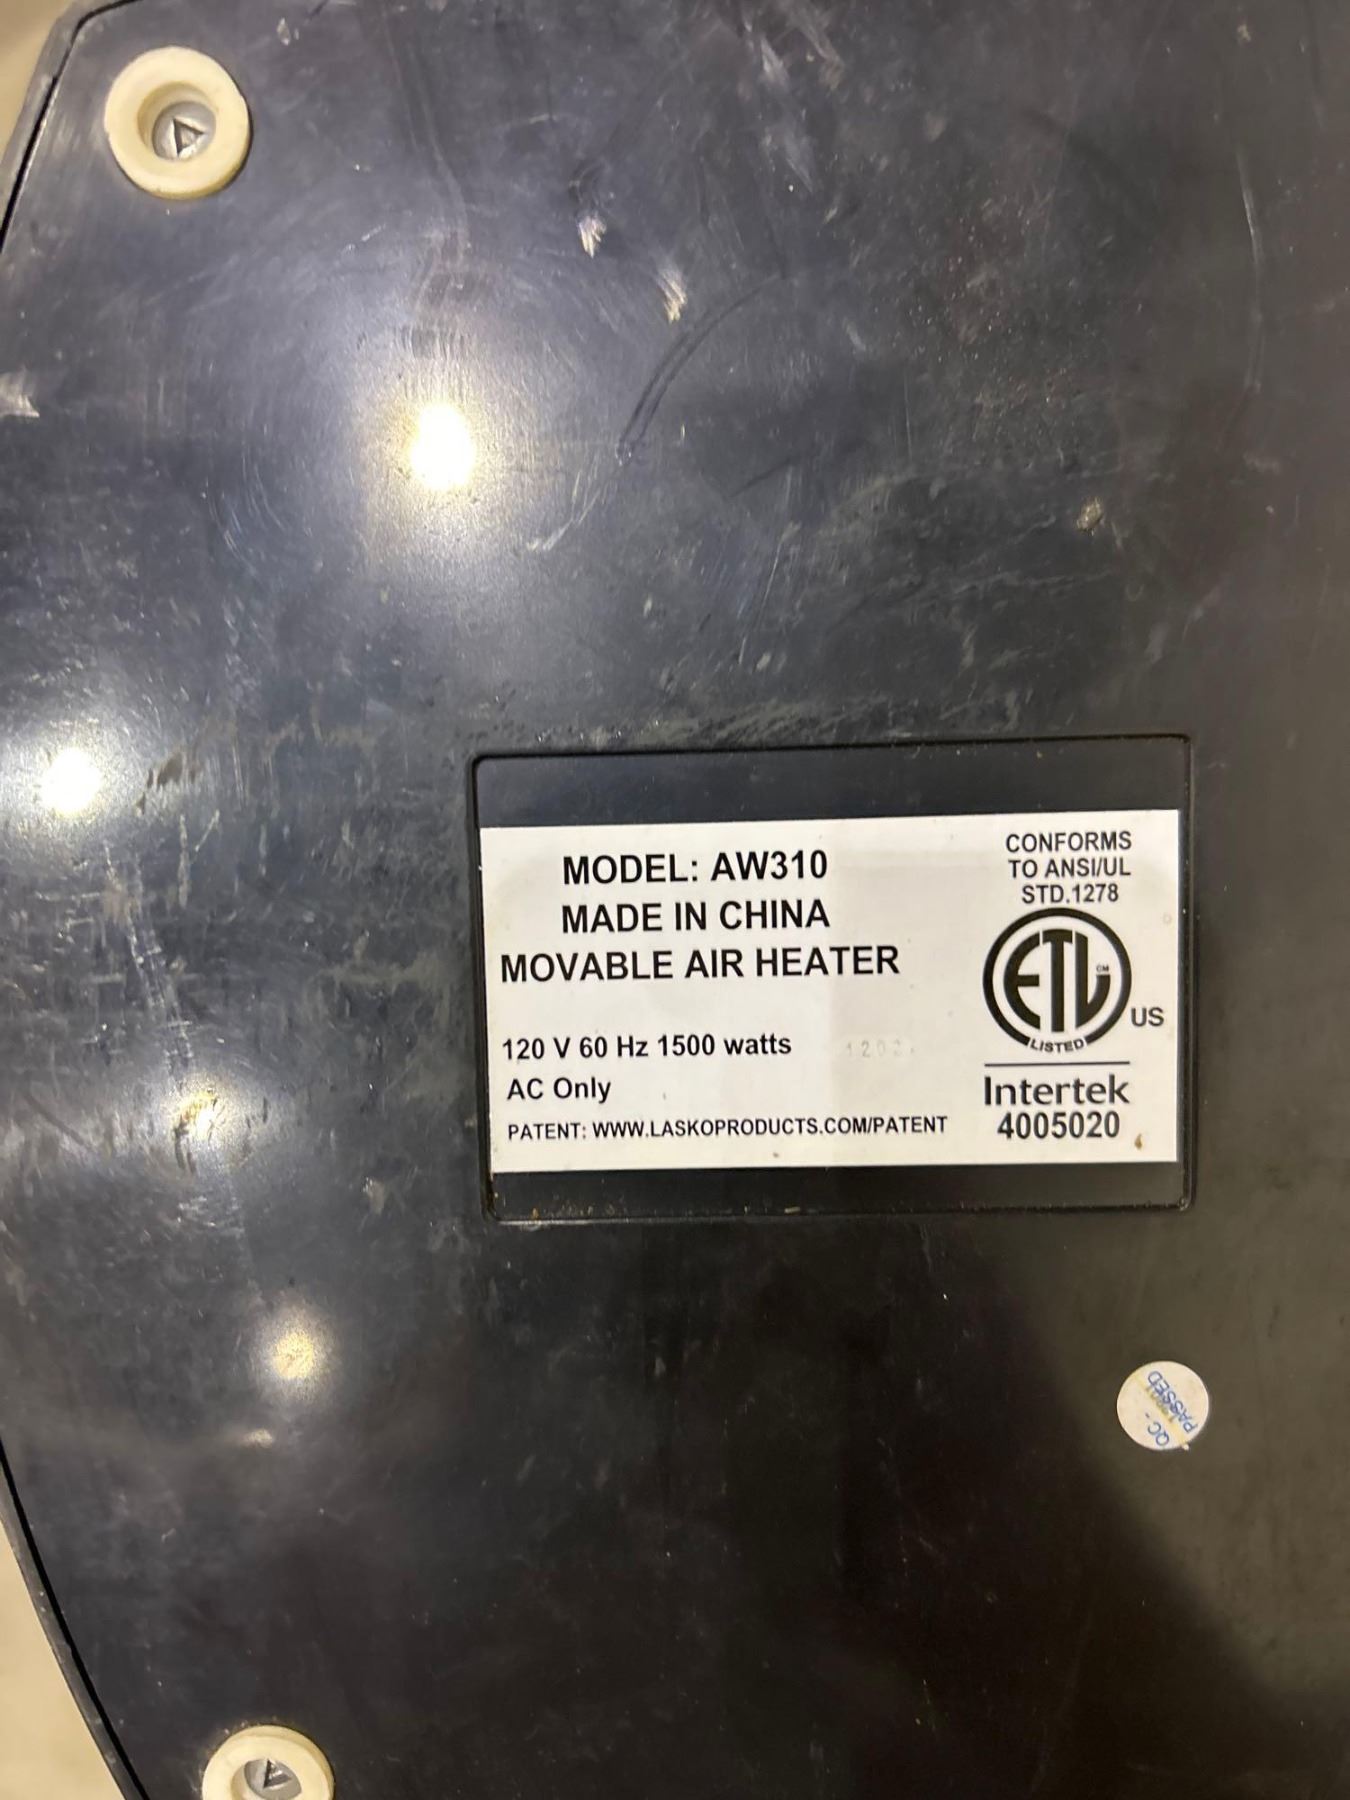 MODEL: AW310
MADE IN CHINA
MOVABLE AIR HEATER
120 V 60 Hz 1500 watts
AC Only
PATENT: WWW.LASKOPRODUCTS.COM/PATENT
CONFORMS
TO ANSI/UL
STD.1278
ETL CM
US
LISTED
Intertek
4005020
QC-
PASSED